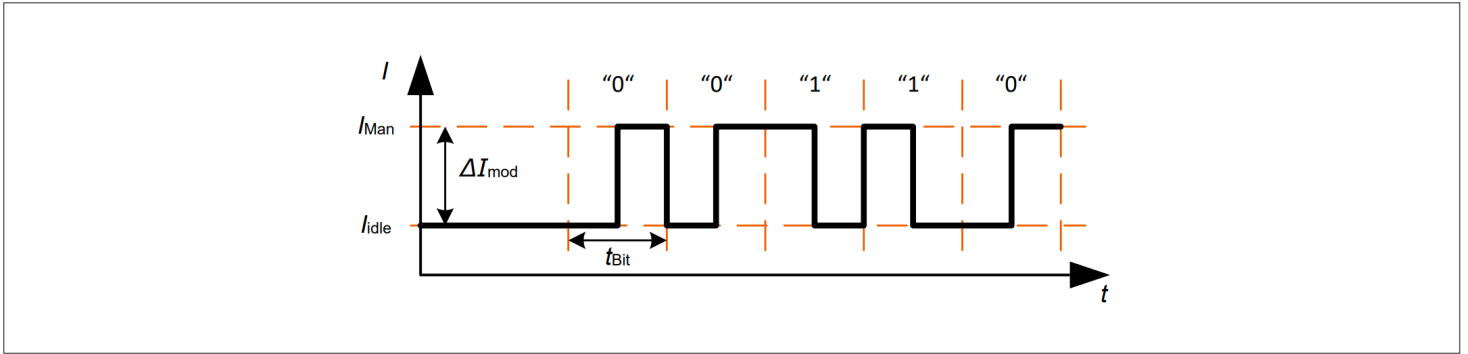 I “0“ “0“ “1“ “1“ “0“
IMan
ΔImod
Iidle
tBit
t